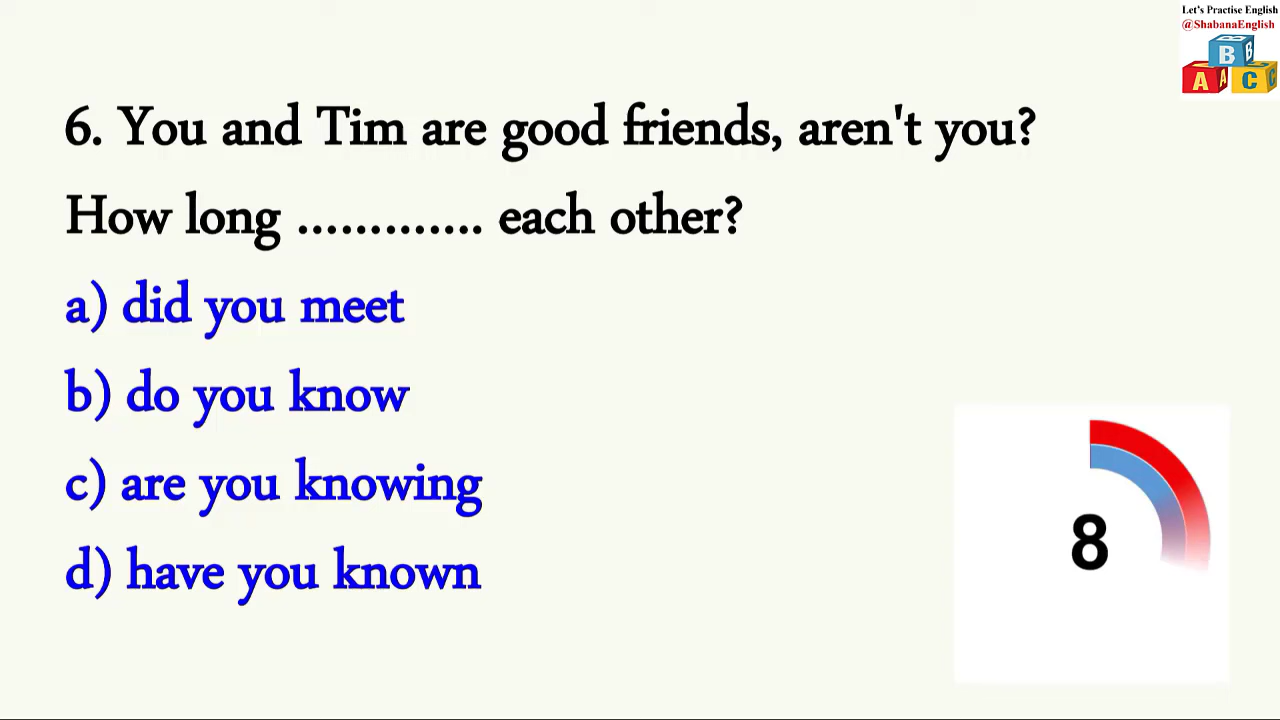 Let's Practise English
@ShabanaEnglish
B B
A A C C
6. You and Tim are good friends, aren't you?
How long ............. each other?
a) did you meet
b) do you know
c) are you knowing
d) have you known
8